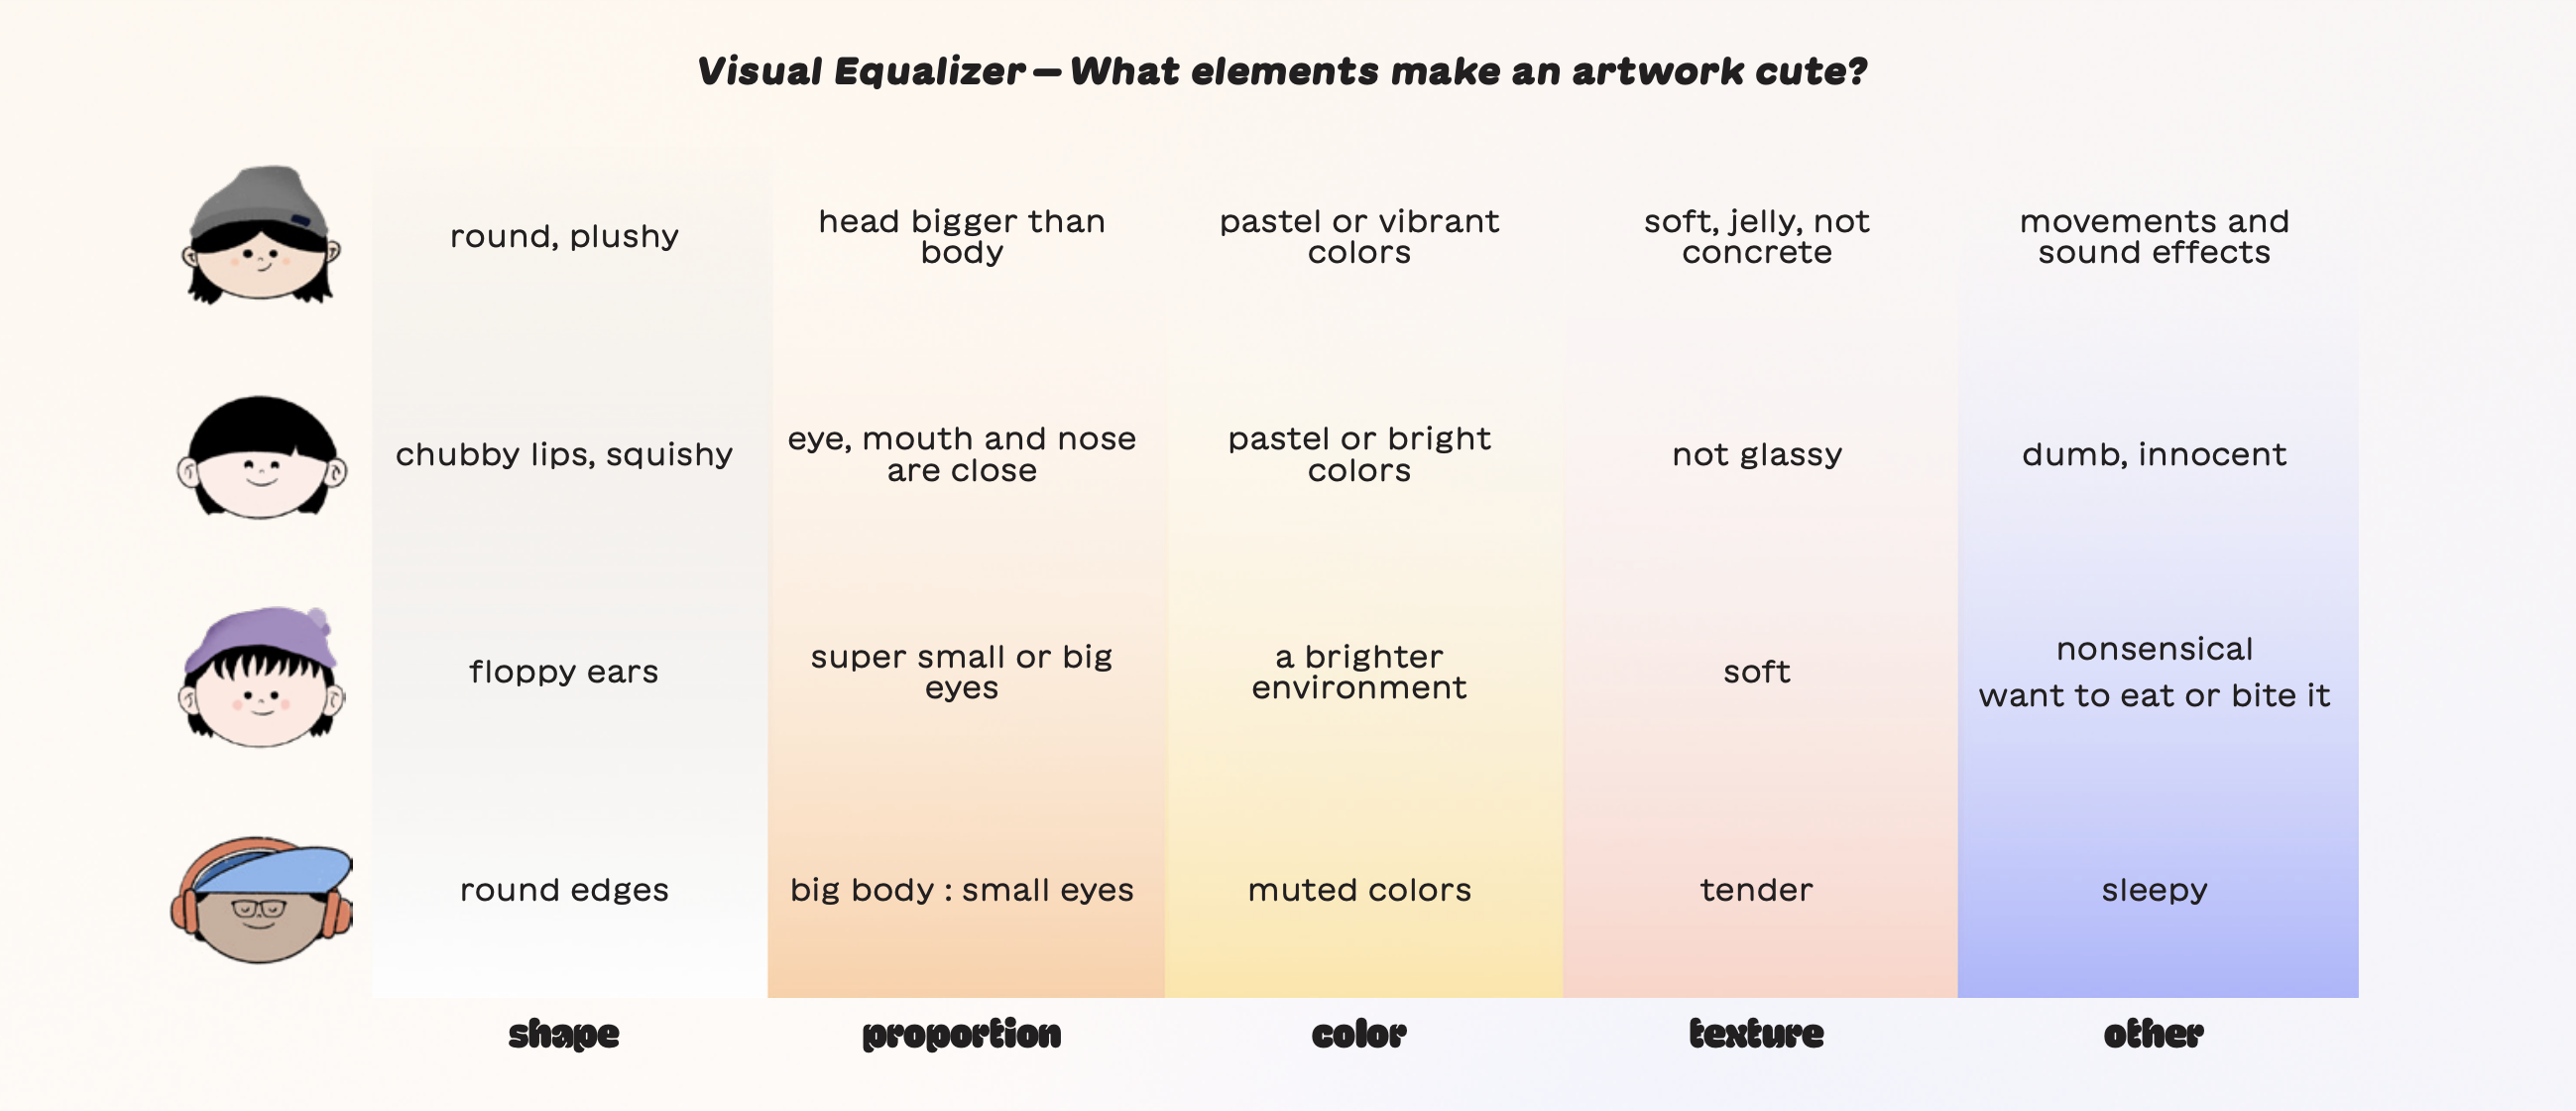 Visual Equalizer — What elements make an artwork cute?
round, plushy
head bigger than
body
pastel or vibrant
colors
soft, jelly, not
concrete
movements and
sound effects
chubby lips, squishy
eye, mouth and nose
are close
pastel or bright
colors
not glassy
dumb, innocent
floppy ears
super small or big
eyes
a brighter
environment
soft
nonsensical
want to eat or bite it
round edges
big body : small eyes
muted colors
tender
sleepy
shape
proportion
color
texture
other